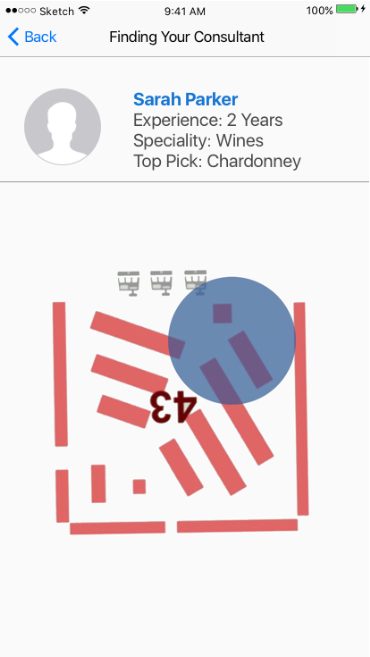 Sketch 9:41 AM 100%
Back Finding Your Consultant
Sarah Parker
Experience: 2 Years
Speciality: Wines
Top Pick: Chardonney
43